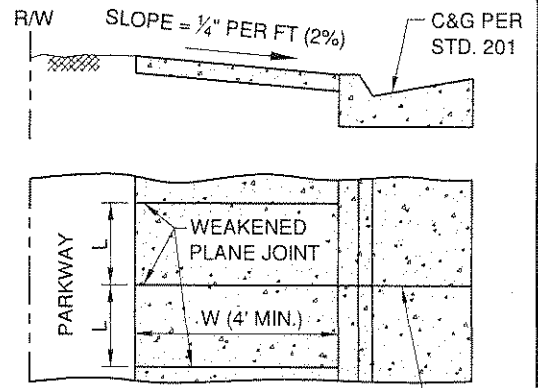 R/W
SLOPE = 1/4" PER FT (2%)
C&G PER
STD. 201
PARKWAY
L
L
WEAKENED
PLANE JOINT
W (4' MIN.)